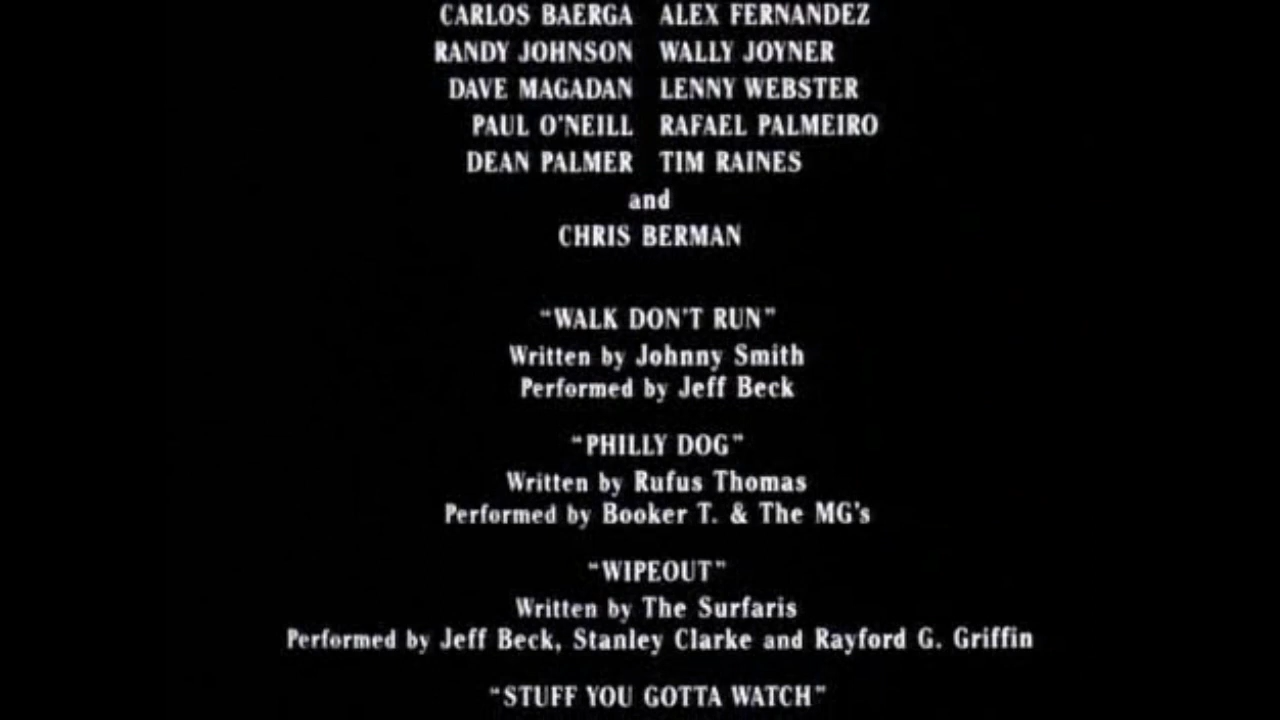 CARLOS BAERGA ALEX FERNANDEZ
RANDY JOHNSON WALLY JOYNER
DAVE MAGADAN LENNY WEBSTER
PAUL O'NEILL RAFAEL PALMEIRO
DEAN PALMER TIM RAINES
and
CHRIS BERMAN
"WALK DON'T RUN"
Written by Johnny Smith
Performed by Jeff Beck
"PHILLY DOG"
Written by Rufus Thomas
Performed by Booker T. & The MG's
"WIPEOUT"
Written by The Surfaris
Performed by Jeff Beck, Stanley Clarke and Rayford G. Griffin
"STUFF YOU GOTTA WATCH"